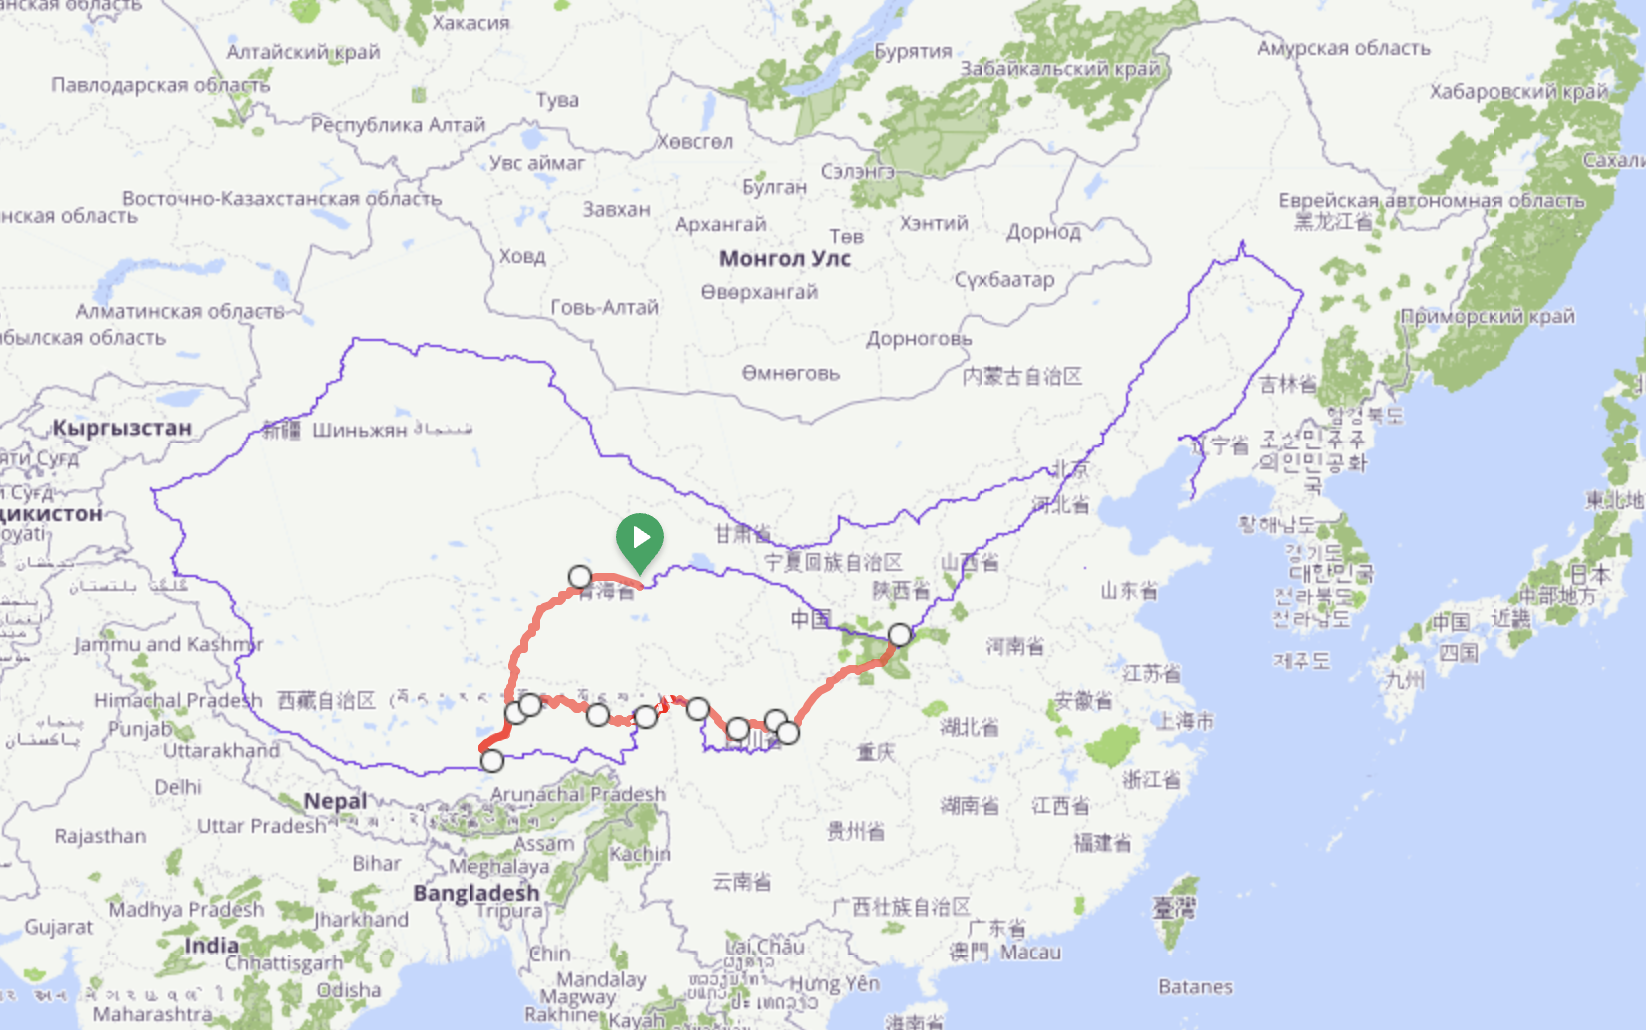 Хакасия
Алтайский край
Павлодарская область
Тува
Республика Алтай
Бурятия
Забайкальский край
Амурская область
Хабаровский край
Хөвсгөл
Увс аймаг
Сэлэнгэ
Булган
Восточно-Казахстанская область
Завхан
Архангай
Хэнтий
Дорнод
Еврейская автономная область
黑龙江省
Төв
Монгол Улс
Ховд
Сүхбаатар
Өвөрхангай
Говь-Алтай
Алматинская область
Приморский край
Дорноговь
Өмнөговь
内蒙古自治区
吉林省
함경북도
Кыргызстан
新疆 Шиньжян شىنجاڭ
辽宁省
조선민주주
의인민공화
국
北京
河北省
황해남도
甘肃省
宁夏回族自治区
山西省
경기도
대한민국
青海省
陕西省
山东省
日本
中部地方
近畿
전라북도
전라남도
中国
中国
四国
九州
제주도
河南省
江苏省
Jammu and Kashmir
Himachal Pradesh
西藏自治区
安徽省
上海市
Punjab
Uttarakhand
湖北省
四川省
重庆
浙江省
Delhi
Nepal
Arunachal Pradesh
湖南省
江西省
Uttar Pradesh
Rajasthan
贵州省
福建省
Assam
Bihar
Meghalaya
Kachin
云南省
Bangladesh
Tripura
Madhya Pradesh
Jharkhand
Gujarat
广西壮族自治区
广东省
臺灣
India
Chhattisgarh
Chin
Lai Châu
澳門 Macau
Odisha
Mandalay
Hưng Yên
Batanes
Magway
Maharashtra
Rakhine
Kayah
海南省